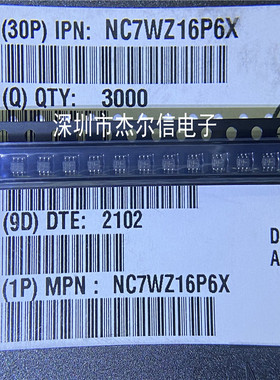 (30P) IPN: NC7WZ16P6X
(Q) QTY: 3000
深圳市杰尔信电子
(9D) DTE: 2102
(1P) MPN : NC7WZ16P6X